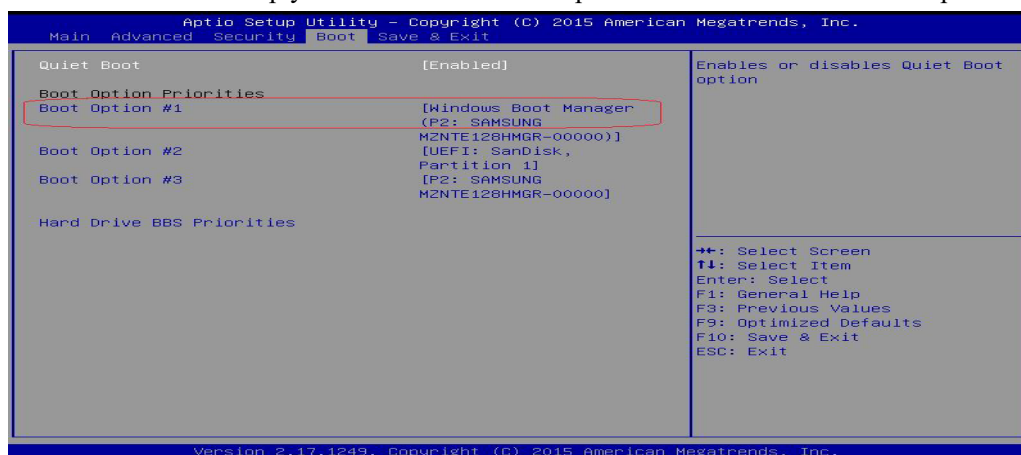 Aptio Setup Utility – Copyright (C) 2015 American Megatrends, Inc.
Main Advanced Security Boot Save & Exit
Quiet Boot [Enabled]
Boot Option Priorities
Boot Option #1 [Windows Boot Manager
(P2: SAMSUNG
MZNTE128HMGR-00000)]
Boot Option #2 [UEFI: SanDisk,
Partition 1]
Boot Option #3 [P2: SAMSUNG
MZNTE128HMGR-00000]
Hard Drive BBS Priorities
Enables or disables Quiet Boot
option
→←: Select Screen
↑↓: Select Item
Enter: Select
F1: General Help
F3: Previous Values
F9: Optimized Defaults
F10: Save & Exit
ESC: Exit
Version 2.17.1249. Copyright (C) 2015 American Megatrends, Inc.